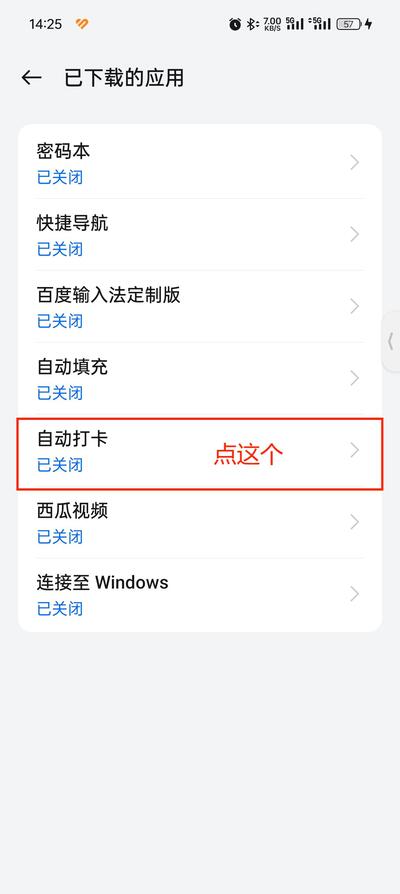 14:25 7.00 KB/S 5G 5G 57
已下载的应用
密码本
已关闭
快捷导航
已关闭
百度输入法定制版
已关闭
自动填充
已关闭
自动打卡
点这个
已关闭
西瓜视频
已关闭
连接至 Windows
已关闭